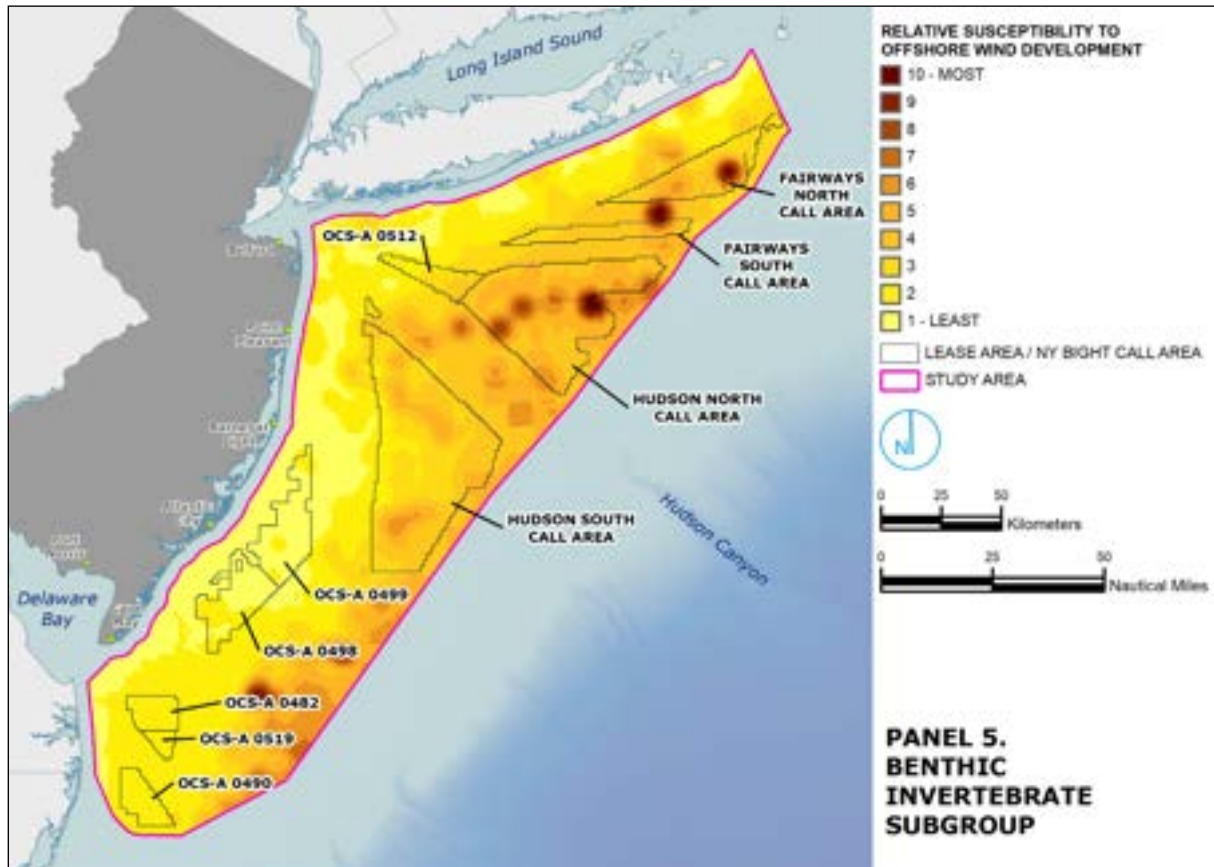 Long Island Sound
OCS-A 0512
FAIRWAYS
NORTH
CALL AREA
FAIRWAYS
SOUTH
CALL AREA
HUDSON NORTH
CALL AREA
HUDSON SOUTH
CALL AREA
Hudson Canyon
OCS-A 0499
OCS-A 0498
OCS-A 0482
OCS-A 0519
OCS-A 0490
Delaware
Bay
RELATIVE SUSCEPTIBILITY TO
OFFSHORE WIND DEVELOPMENT
10 - MOST
9
8
7
6
5
4
3
2
1 - LEAST
LEASE AREA / NY BIGHT CALL AREA
STUDY AREA
N
0 25 50
Kilometers
0 25 50
Nautical Miles
PANEL 5.
BENTHIC
INVERTEBRATE
SUBGROUP